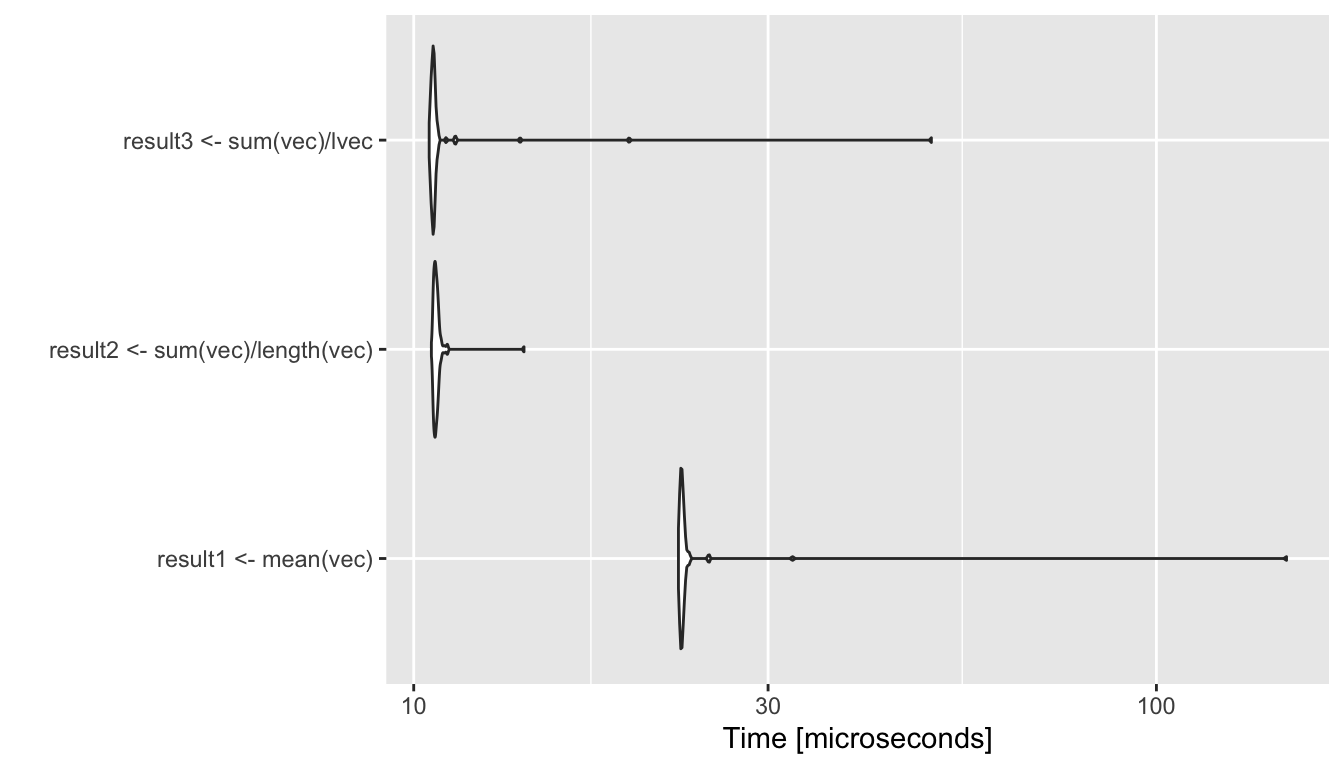 result3 <- sum(vec)/lvec
result2 <- sum(vec)/length(vec)
result1 <- mean(vec)
10 30 100
Time [microseconds]